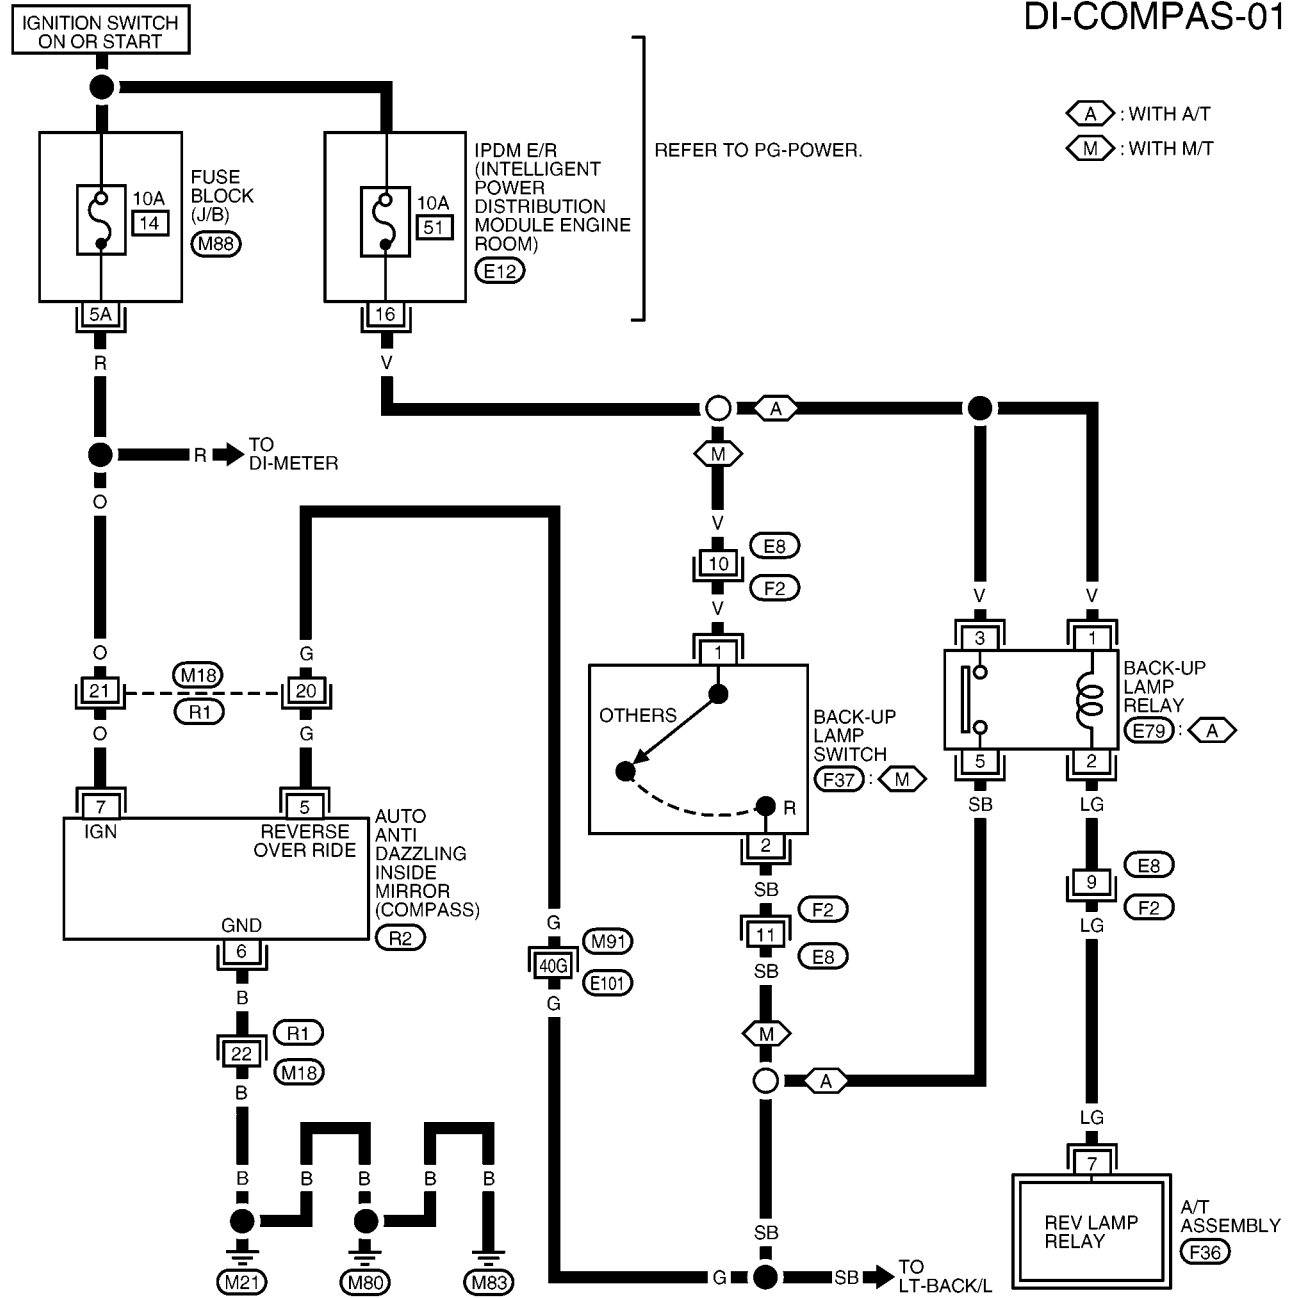 DI-COMPAS-01
IGNITION SWITCH
ON OR START
A : WITH A/T
M : WITH M/T
10A
14
FUSE
BLOCK
(J/B)
M88
10A
51
IPDM E/R
(INTELLIGENT
POWER
DISTRIBUTION
MODULE ENGINE
ROOM)
E12
REFER TO PG-POWER.
5A
16
R
V
A
R
TO
DI-METER
M
O
V
10
E8
F2
V
V
V
O
G
21
M18
R1
20
O
G
1
3
1
OTHERS
R
BACK-UP
LAMP
SWITCH
F37 : M
BACK-UP
LAMP
RELAY
E79 : A
5
2
7
5
IGN
REVERSE
OVER RIDE
AUTO
ANTI
DAZZLING
INSIDE
MIRROR
(COMPASS)
R2
2
SB
LG
SB
9
E8
F2
LG
GND
6
G
40G
M91
E101
G
11
F2
E8
SB
B
22
R1
M18
B
M
A
LG
7
B
B
B
B
B
M21
M80
M83
SB
G
SB
TO
LT-BACK/L
REV LAMP
RELAY
A/T
ASSEMBLY
F36